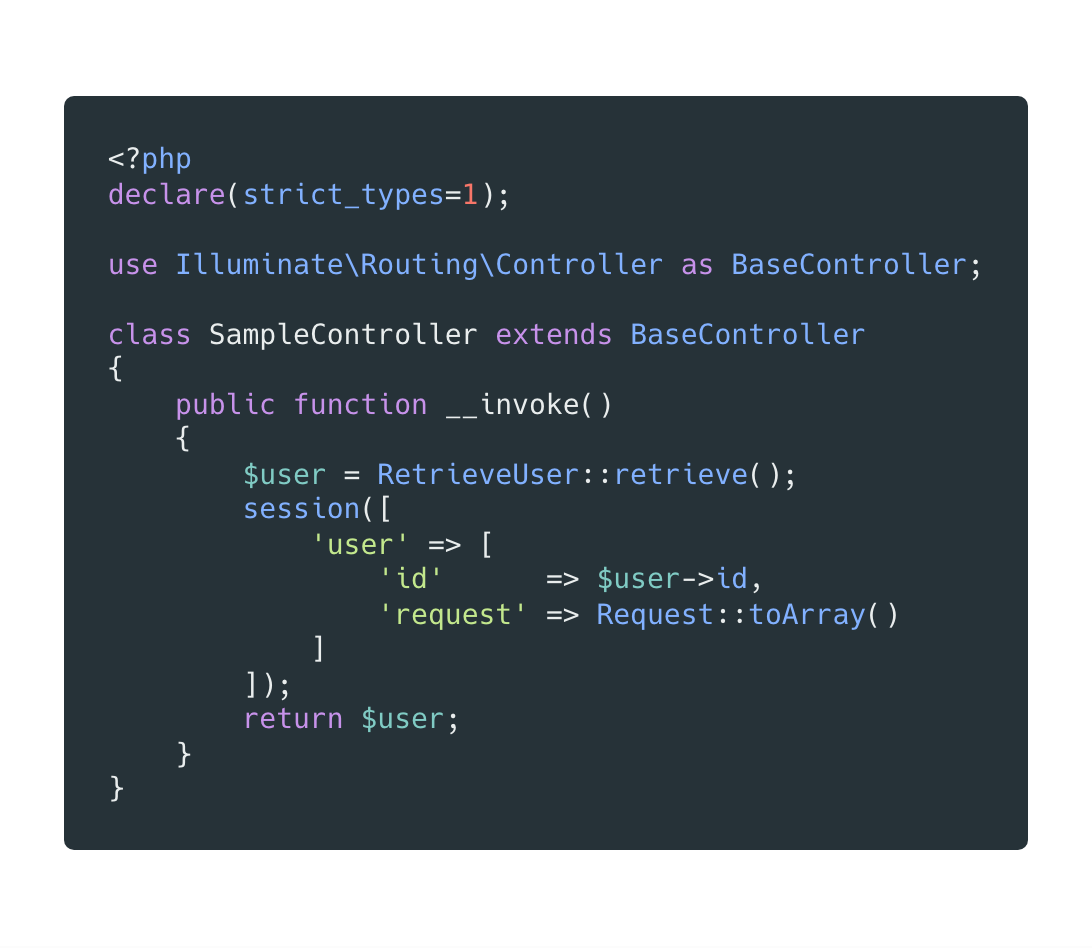 <?php
declare(strict_types=1);

use Illuminate\Routing\Controller as BaseController;

class SampleController extends BaseController
{
    public function __invoke()
    {
        $user = RetrieveUser::retrieve();
        session([
            'user' => [
                'id'      => $user->id,
                'request' => Request::toArray()
            ]
        ]);
        return $user;
    }
}